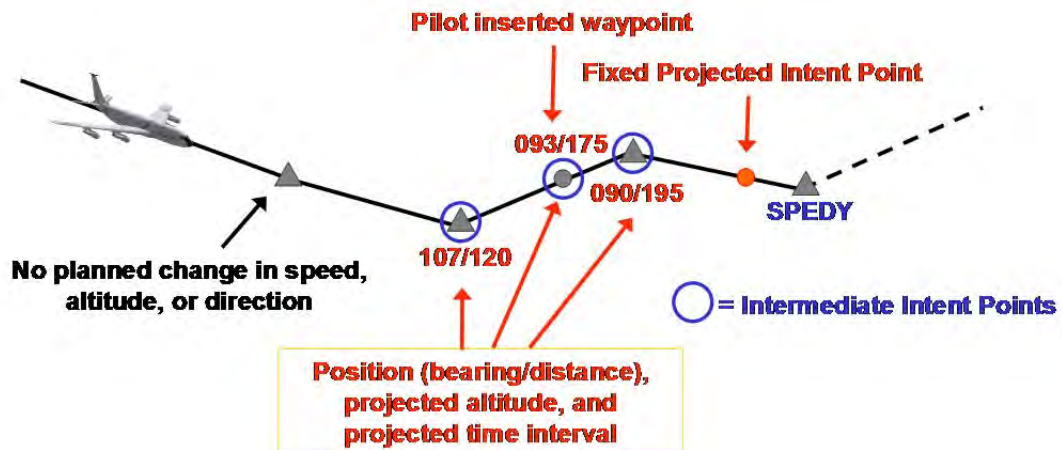 Pilot inserted waypoint
Fixed Projected Intent Point
093/175
090/195
SPEDY
107/120
No planned change in speed,
altitude, or direction
= Intermediate Intent Points
Position (bearing/distance),
projected altitude, and
projected time interval